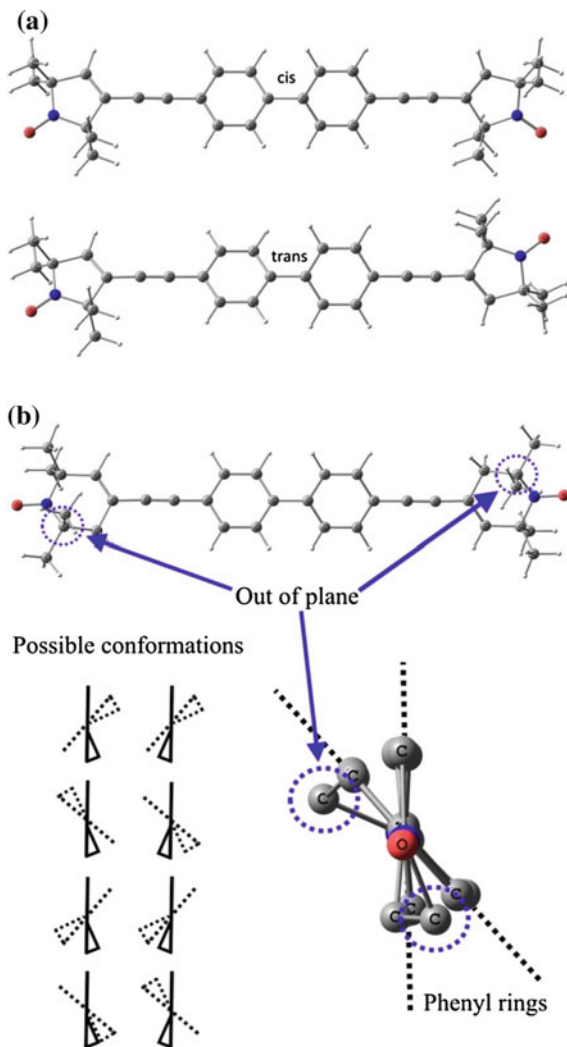 (a)
cis
trans
(b)
Out of plane
Possible conformations
C
C
C
O
C
C
C
Phenyl rings